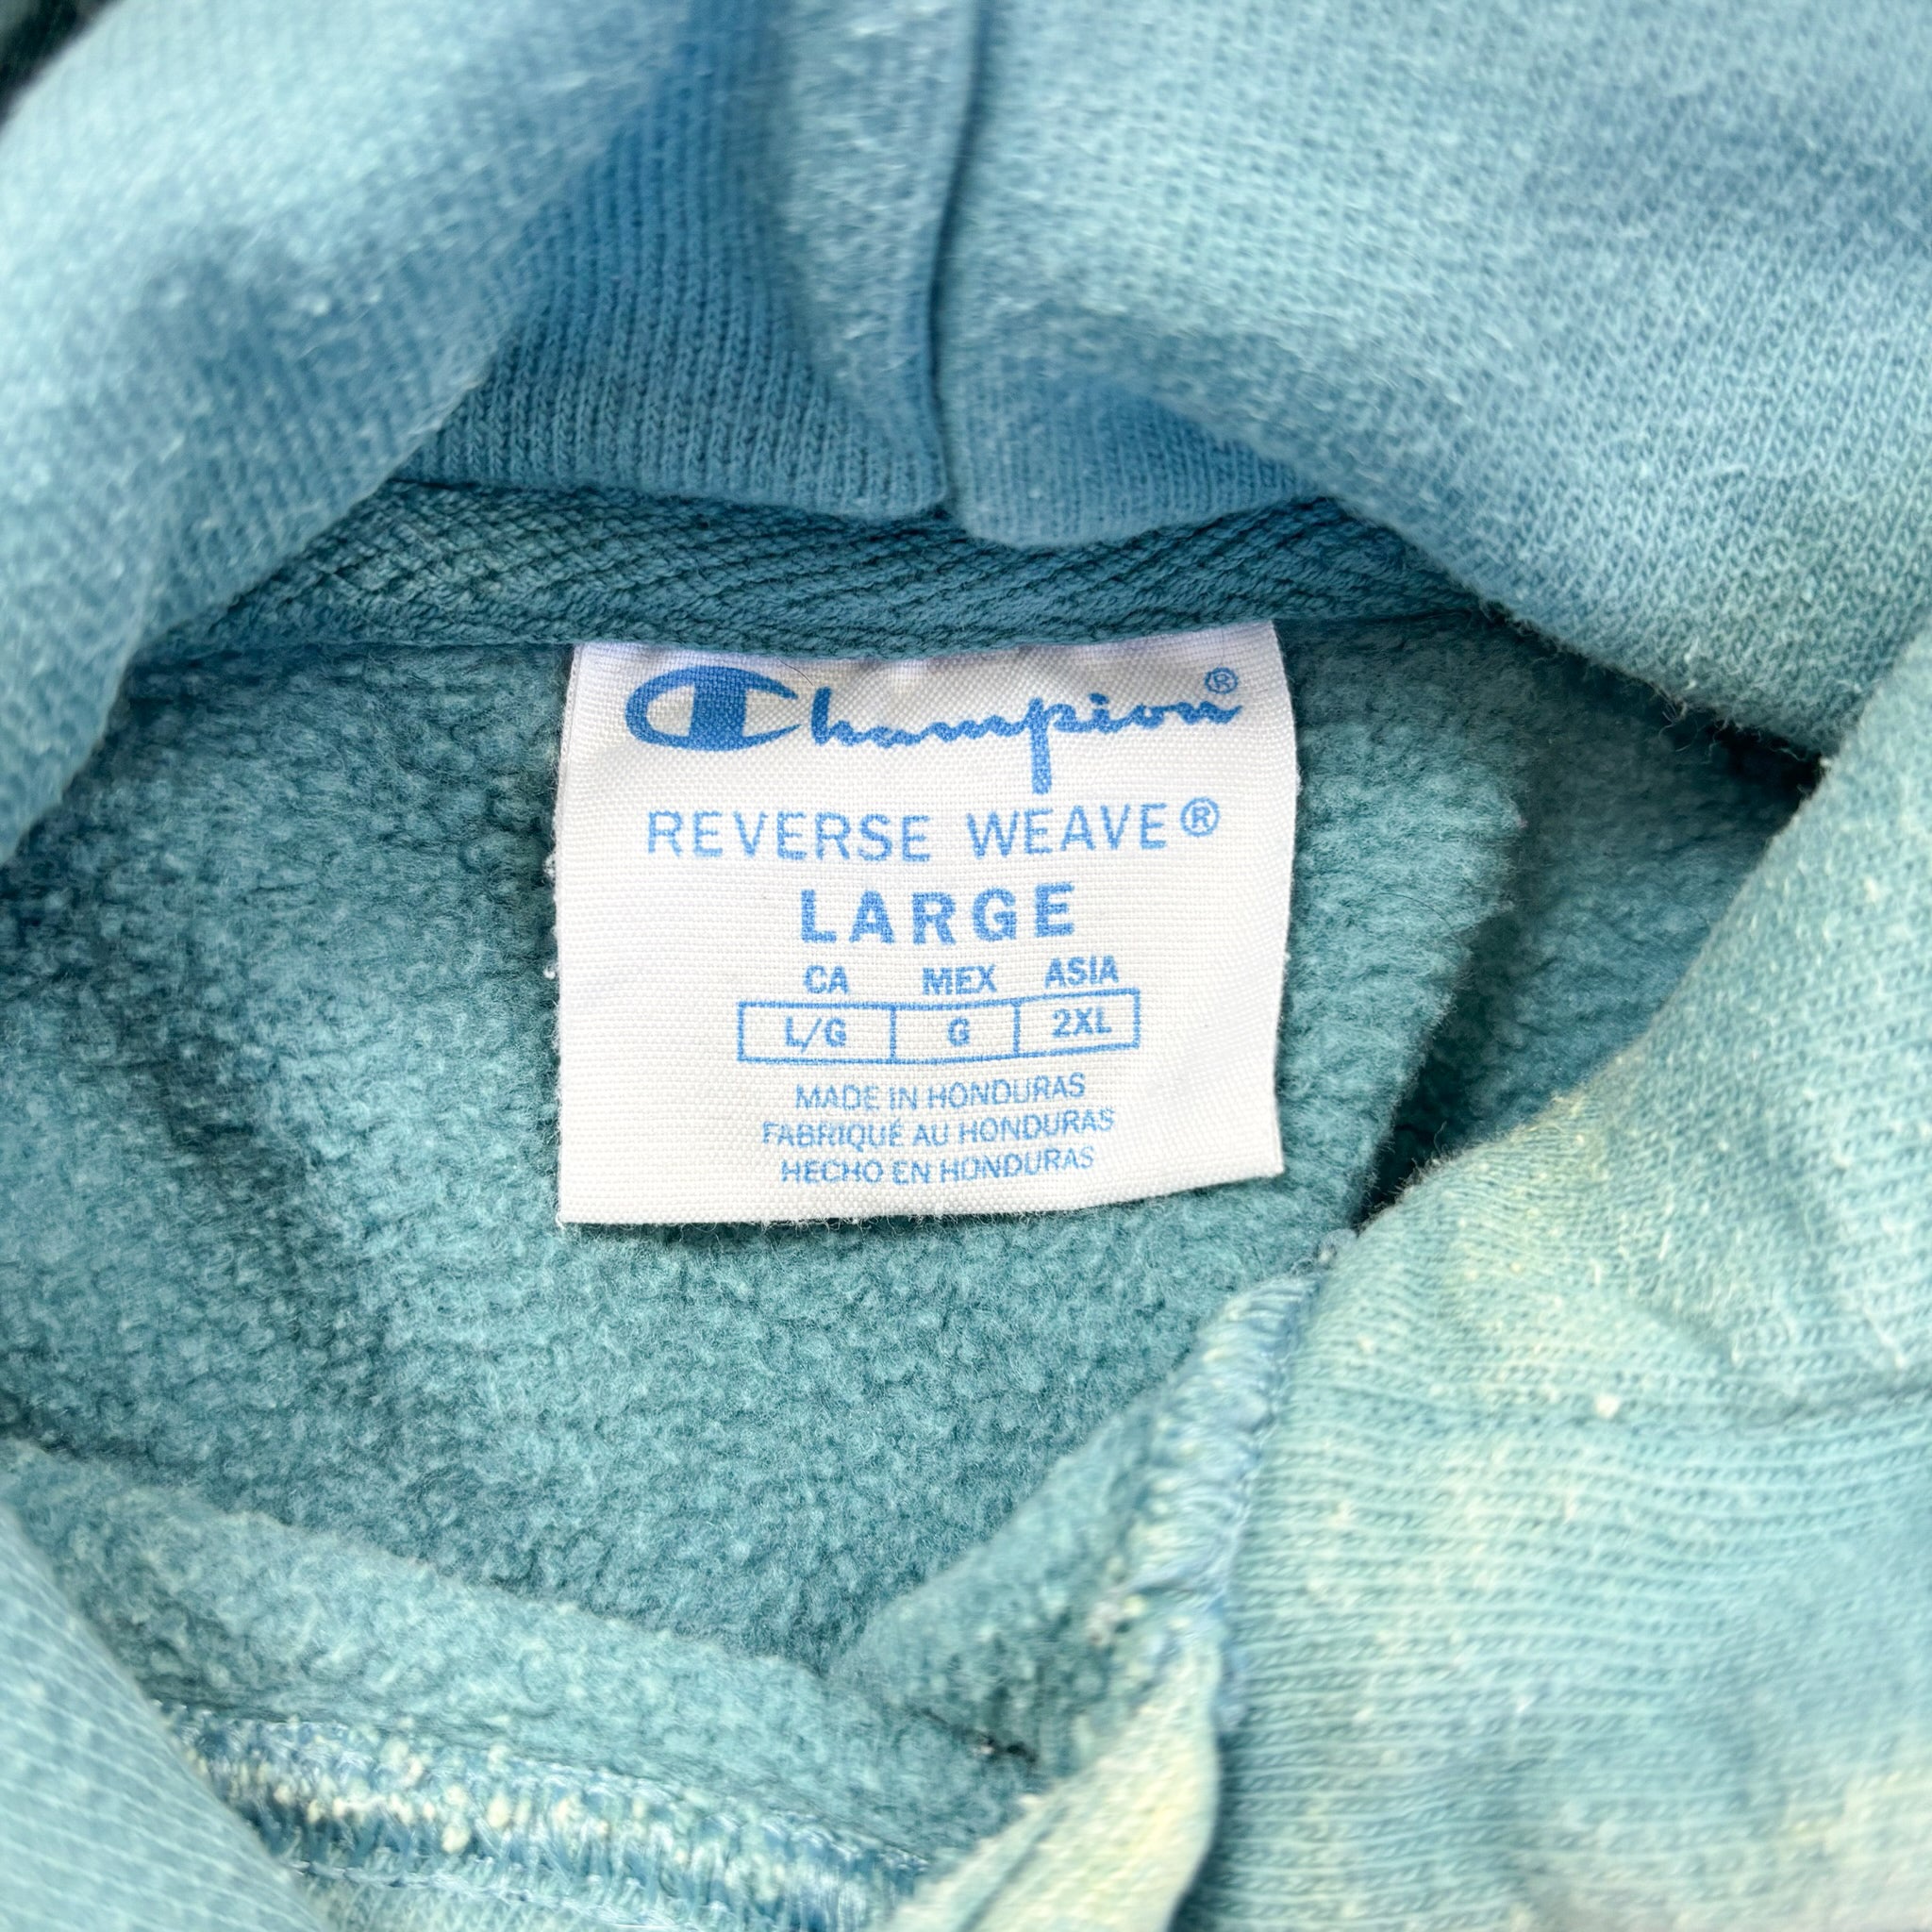 Champion®
REVERSE WEAVE®
LARGE
CA MEX ASIA
L/G G 2XL
MADE IN HONDURAS
FABRIQUÉ AU HONDURAS
HECHO EN HONDURAS